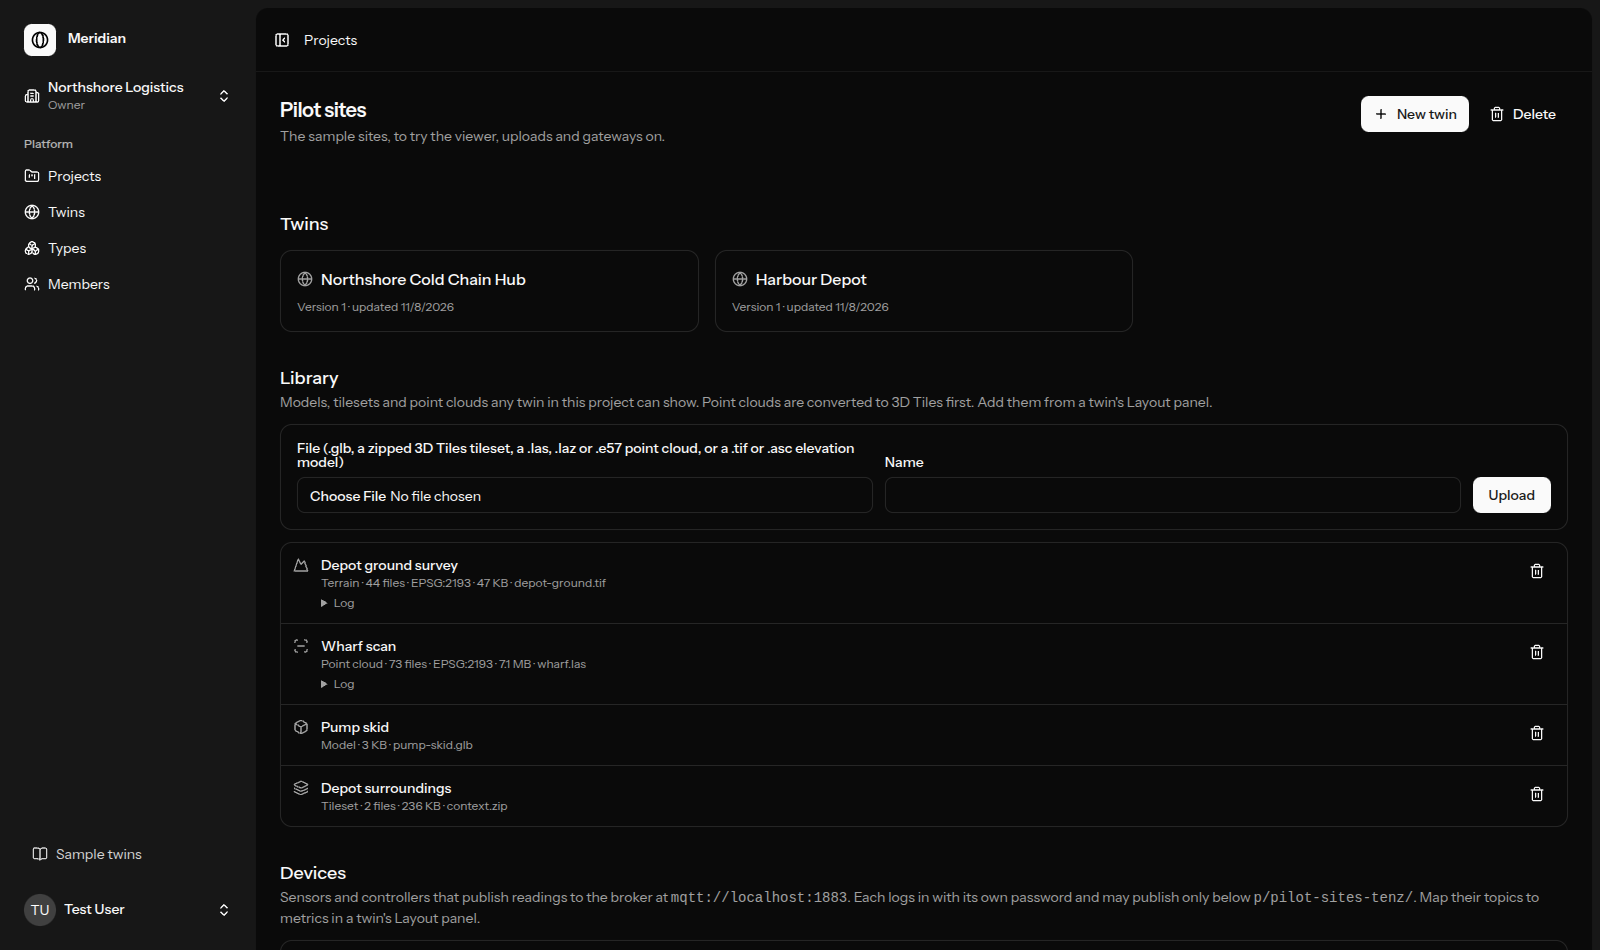 Meridian
Northshore Logistics
Owner
Platform
Projects
Twins
Types
Members
Sample twins
TU
Test User
Projects
Pilot sites
The sample sites, to try the viewer, uploads and gateways on.
New twin
Delete
Twins
Northshore Cold Chain Hub
Version 1 · updated 11/8/2026
Harbour Depot
Version 1 · updated 11/8/2026
Library
Models, tilesets and point clouds any twin in this project can show. Point clouds are converted to 3D Tiles first. Add them from a twin's Layout panel.
File (.glb, a zipped 3D Tiles tileset, a .las, .laz or .e57 point cloud, or a .tif or .asc elevation
model)
Name
Choose File No file chosen
Upload
Depot ground survey
Terrain · 44 files · EPSG:2193 · 47 KB · depot-ground.tif
Log
Wharf scan
Point cloud · 73 files · EPSG:2193 · 7.1 MB · wharf.las
Log
Pump skid
Model · 3 KB · pump-skid.glb
Depot surroundings
Tileset · 2 files · 236 KB · context.zip
Devices
Sensors and controllers that publish readings to the broker at mqtt://localhost:1883. Each logs in with its own password and may publish only below p/pilot-sites-tenz/. Map their topics to
metrics in a twin's Layout panel.